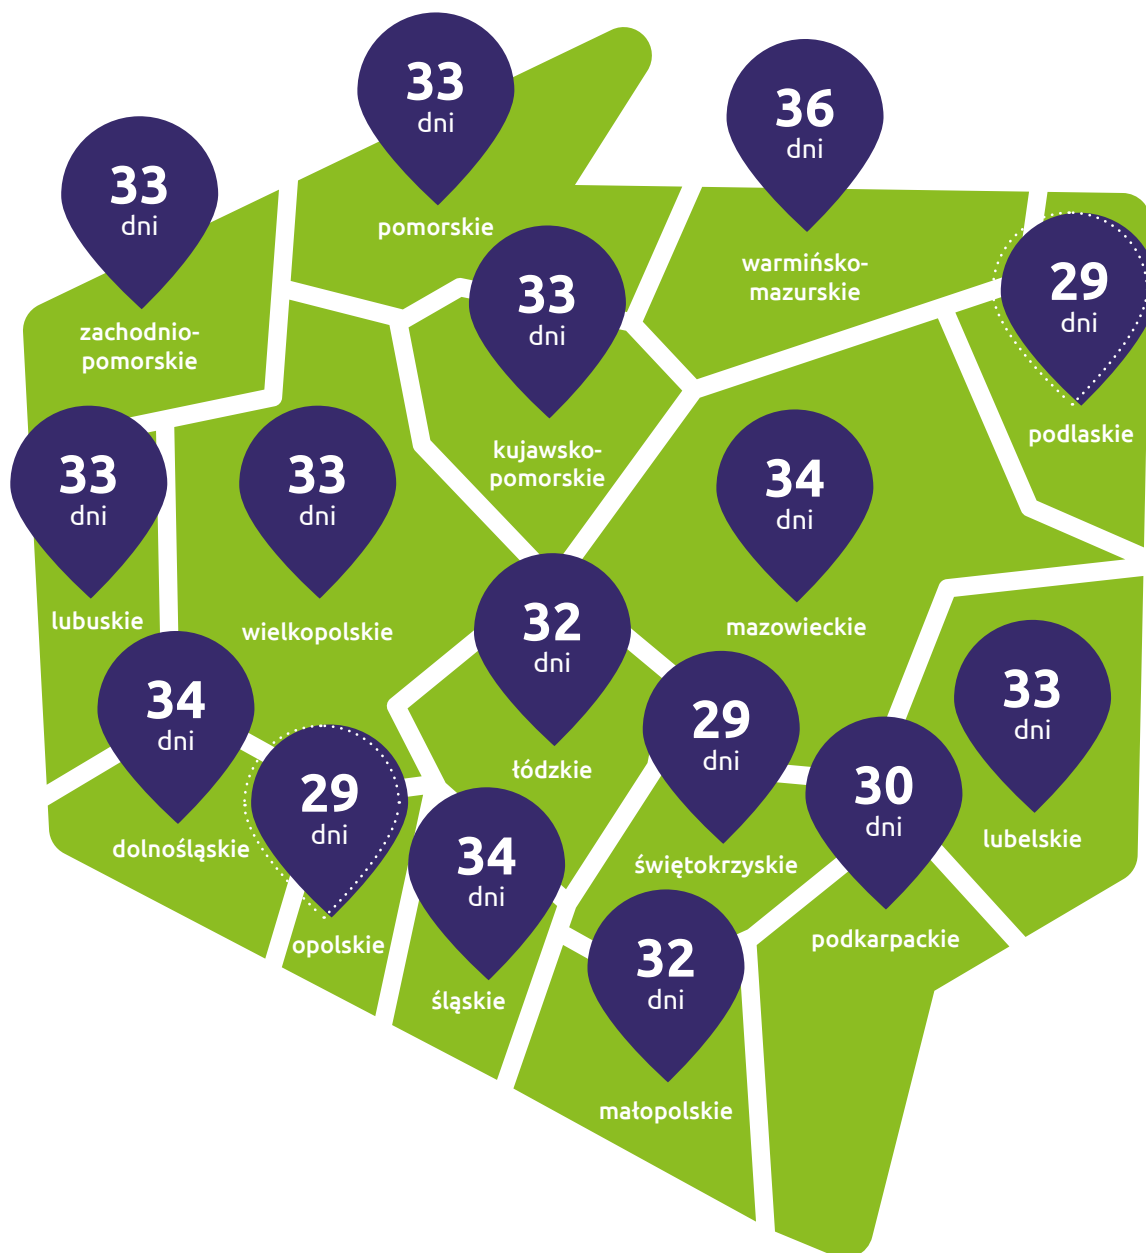 33
dni
pomorskie
36
dni
warmińsko-
mazurskie
33
dni
zachodnio-
pomorskie
33
dni
kujawsko-
pomorskie
29
dni
podlaskie
33
dni
lubuskie
33
dni
wielkopolskie
34
dni
mazowieckie
32
dni
łódzkie
34
dni
dolnośląskie
29
dni
opolskie
34
dni
śląskie
29
dni
świętokrzyskie
30
dni
podkarpackie
33
dni
lubelskie
32
dni
małopolskie